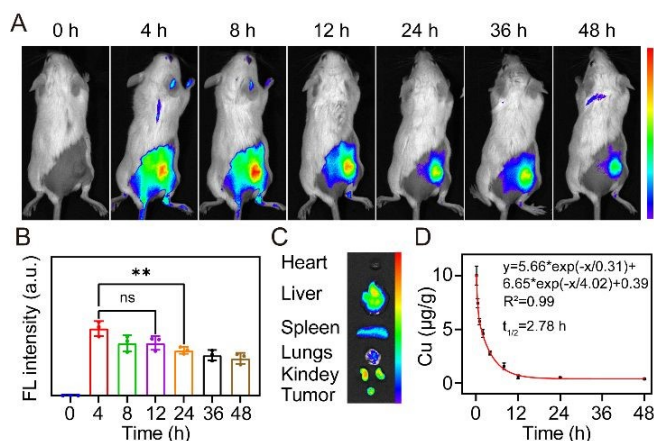 A
0 h 4 h 8 h 12 h 24 h 36 h 48 h
B
FL intensity (a.u.)
**
ns
0 4 8 12 24 36 48
Time (h)
C
Heart
Liver
Spleen
Lungs
Kindey
Tumor
D
Cu (μg/g)
10
5
0
y=5.66*exp(-x/0.31)+
6.65*exp(-x/4.02)+0.39
R²=0.99
t1/2=2.78 h
0 12 24 36 48
Time (h)